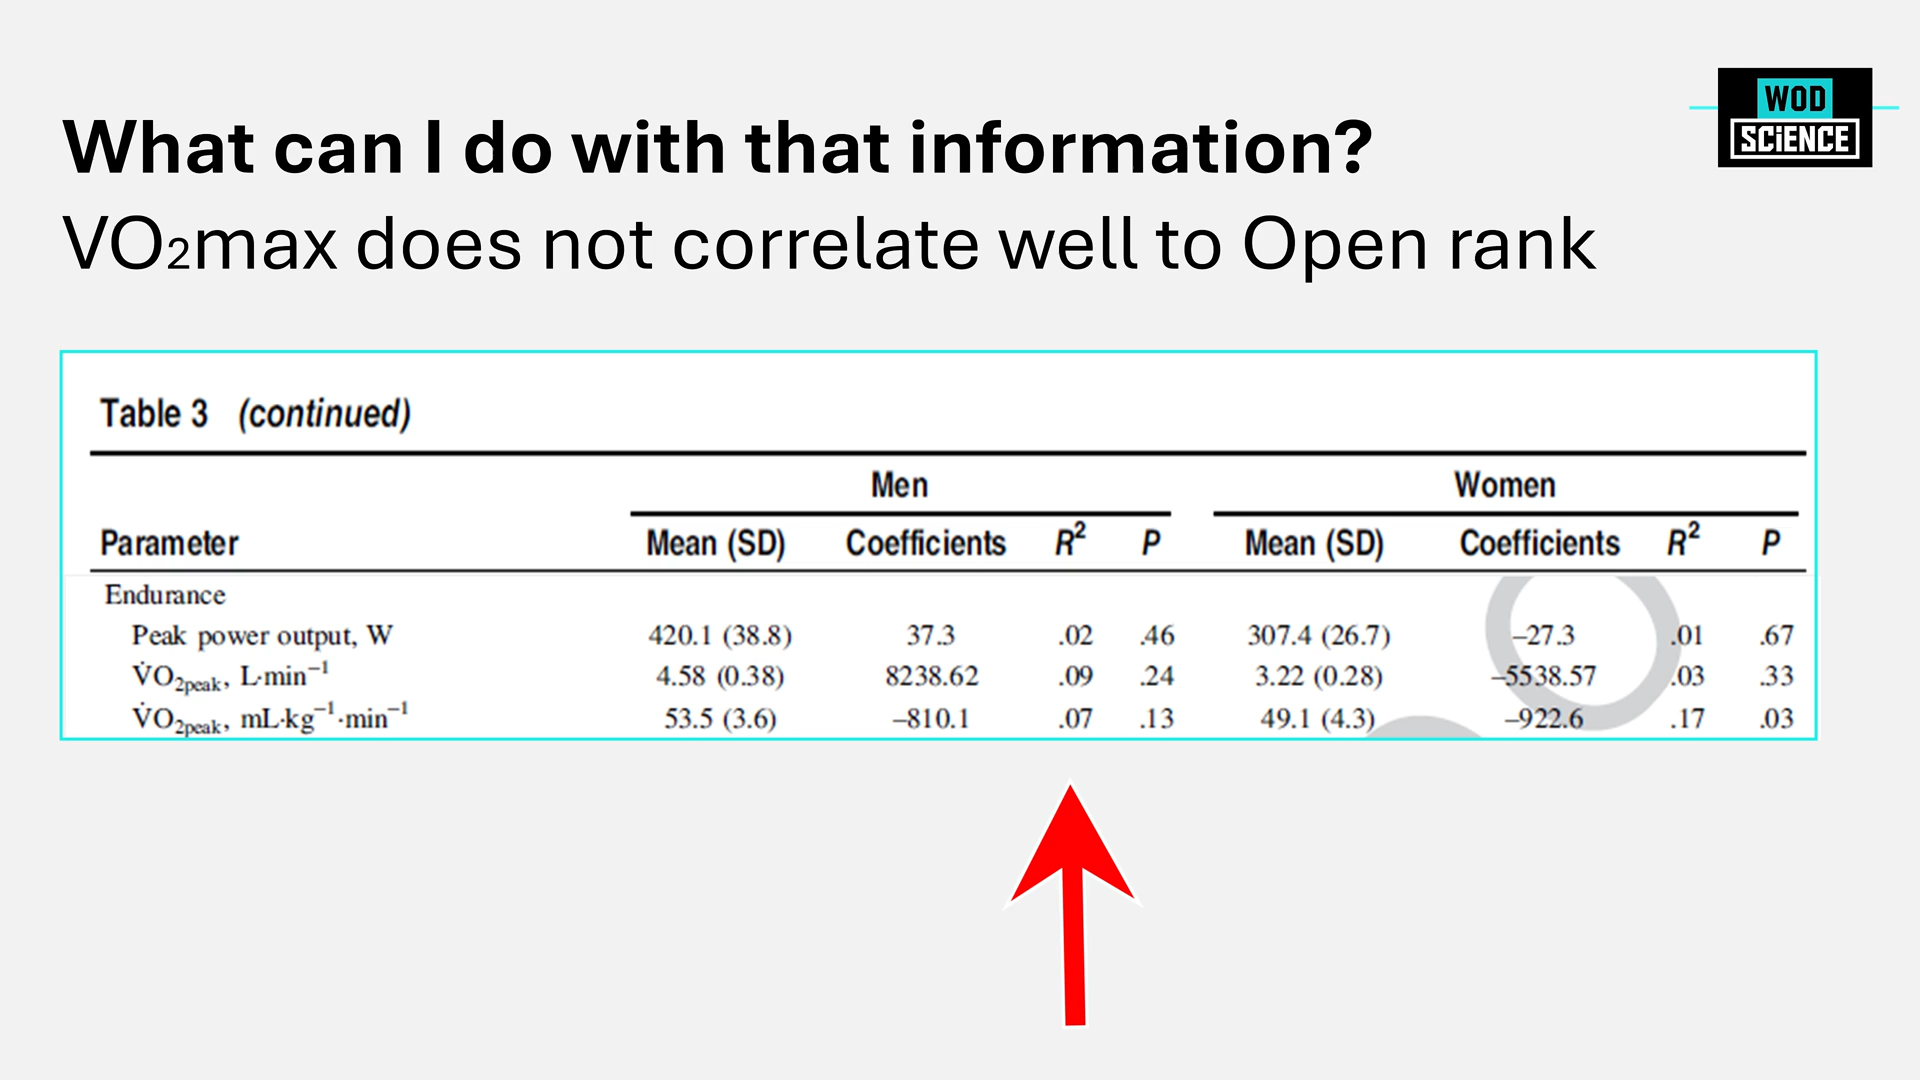 WOD
SCiENCE
What can I do with that information?
VO₂max does not correlate well to Open rank
Table 3 (continued)
Men Women
Parameter Mean (SD) Coefficients R² P Mean (SD) Coefficients R² P
Endurance
Peak power output, W 420.1 (38.8) 37.3 .02 .46 307.4 (26.7) –27.3 .01 .67
V̇O₂peak, L·min⁻¹ 4.58 (0.38) 8238.62 .09 .24 3.22 (0.28) –5538.57 .03 .33
V̇O₂peak, mL·kg⁻¹·min⁻¹ 53.5 (3.6) –810.1 .07 .13 49.1 (4.3) –922.6 .17 .03